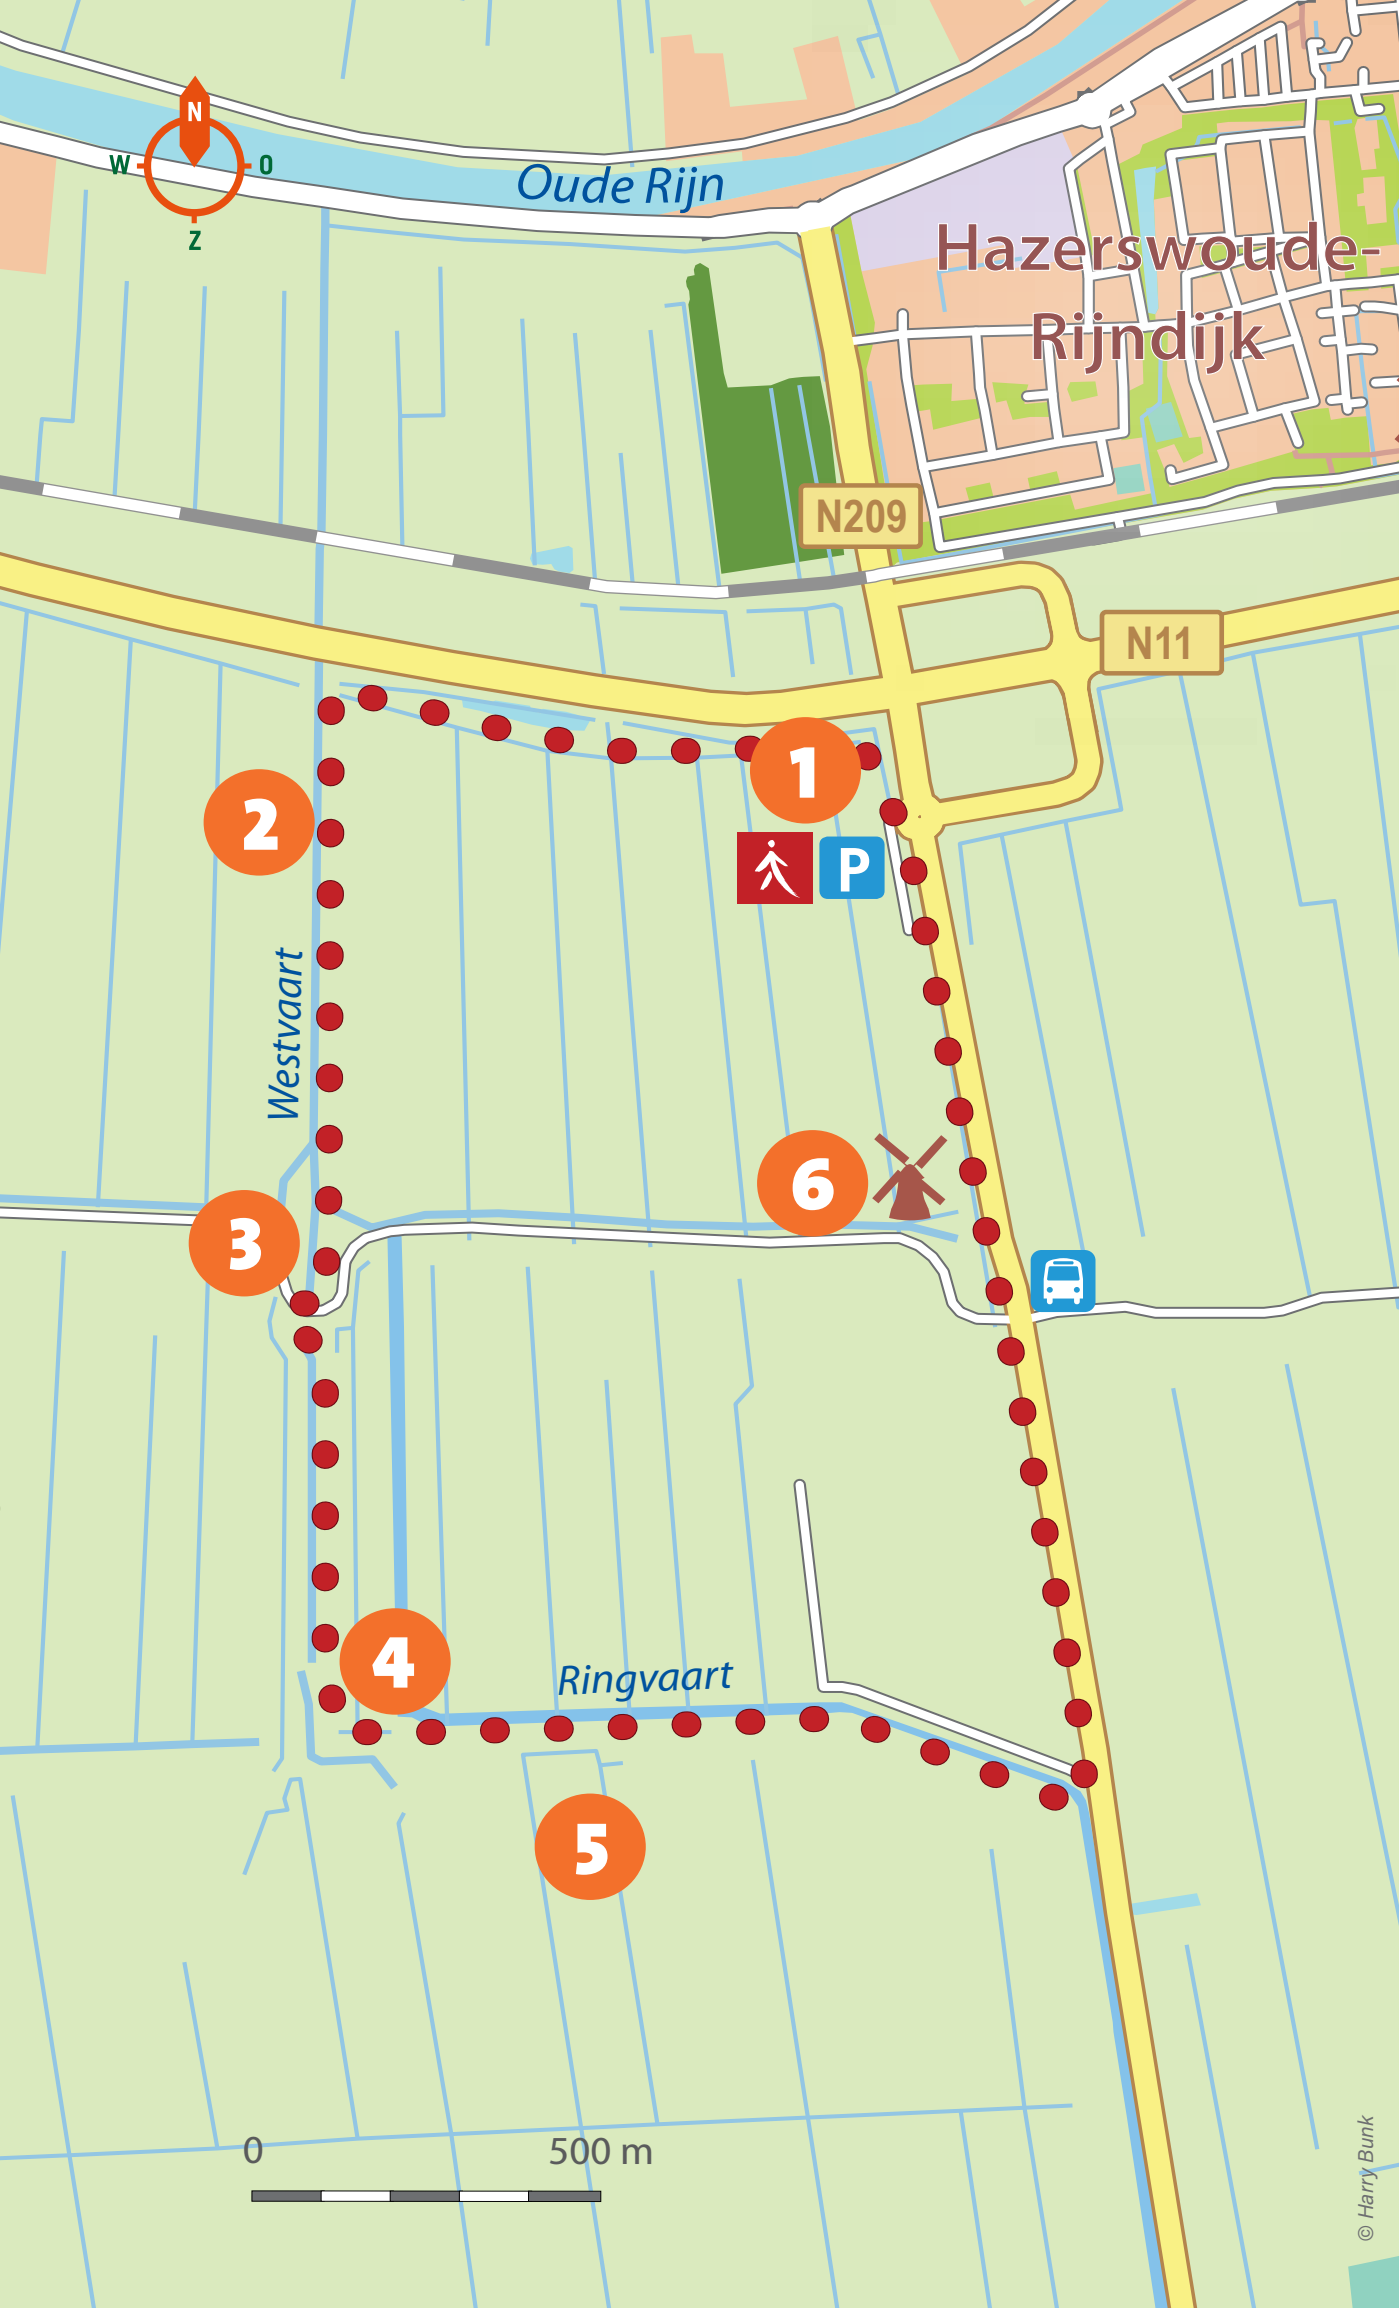 N
W O
Z
Oude Rijn
Hazerswoude-
Rijndijk
N209
N11
1
2
P
Westvaart
6
3
4
Ringvaart
5
0 500 m
© Harry Bunk